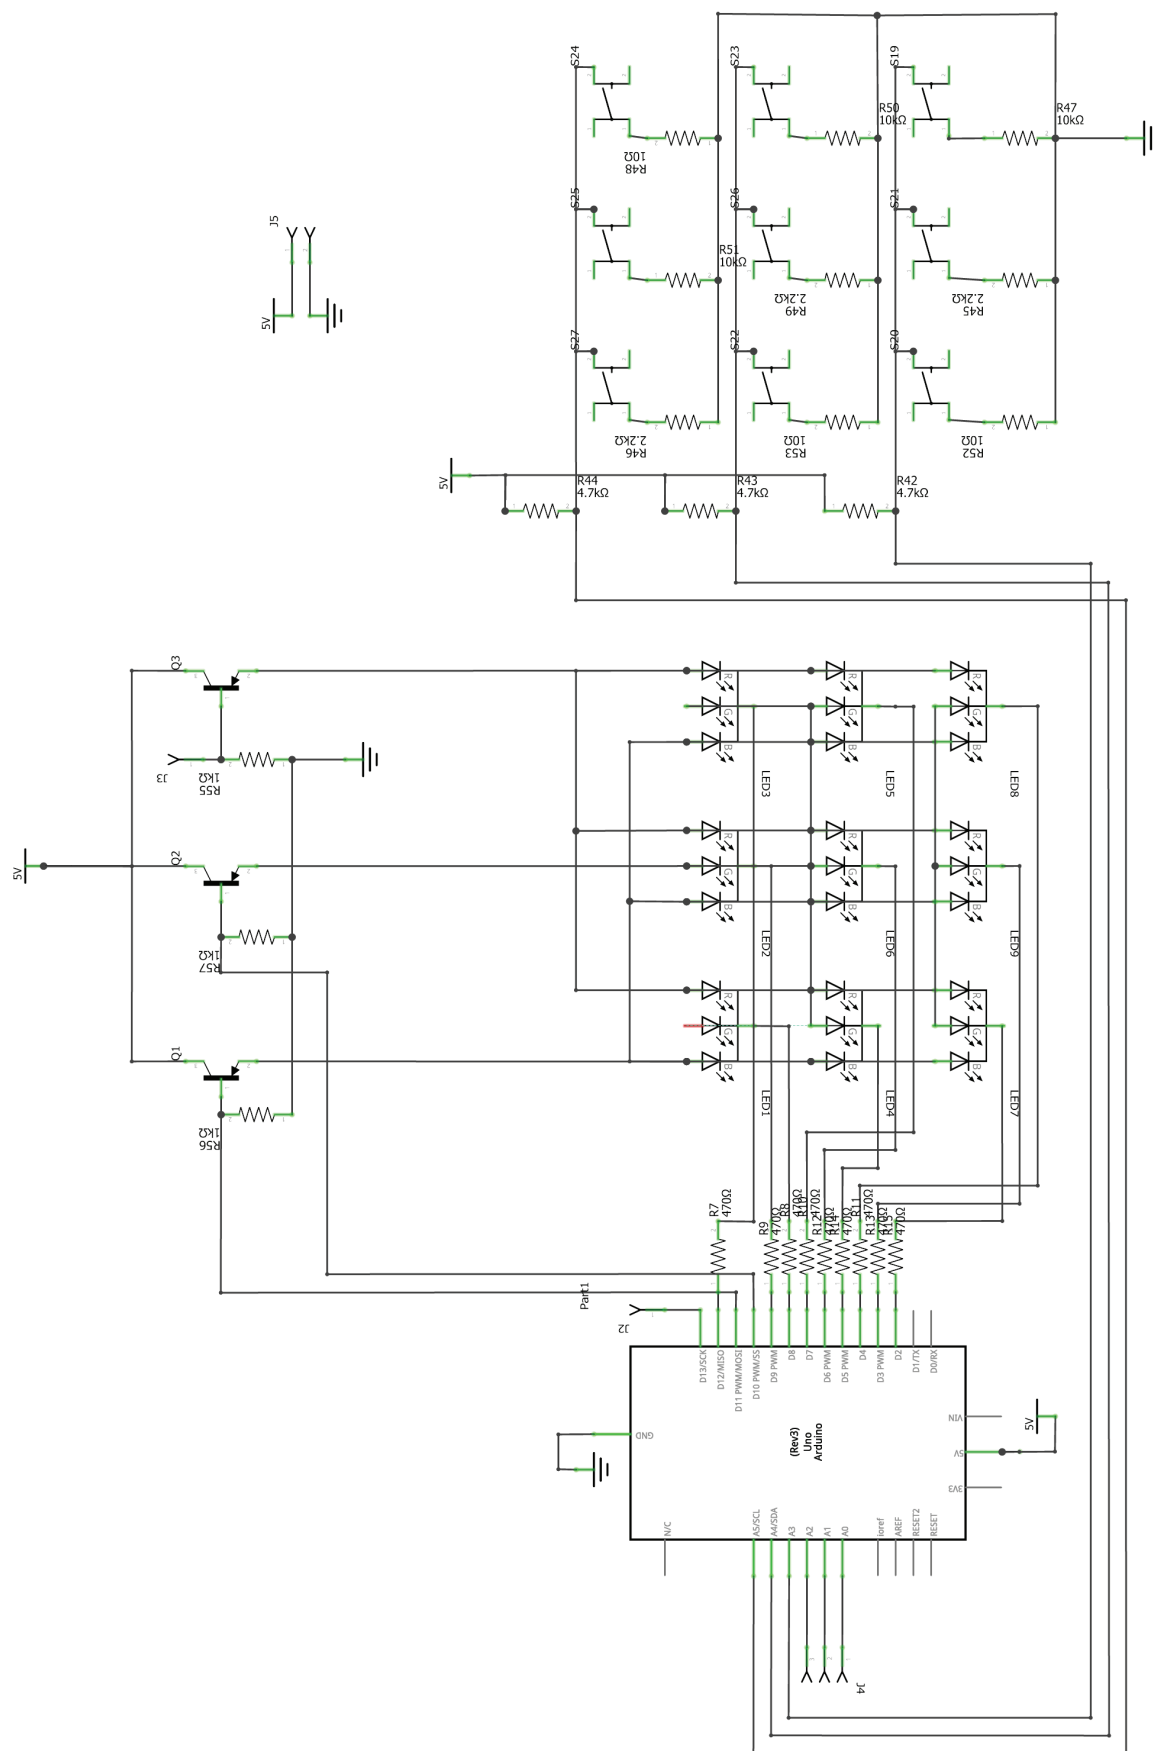 S24
S23
S19
R50
10kΩ
R47
10kΩ
R48
10Ω
S25
S26
S21
J5
R51
10kΩ
R49
2.2kΩ
R45
2.2kΩ
5V
S27
S22
S20
R46
2.2kΩ
R53
10Ω
R52
10Ω
5V
R44
4.7kΩ
R43
4.7kΩ
R42
4.7kΩ
Q3
R
R
R
G
G
G
B
B
B
J3
R55
1kΩ
LED3
LED5
LED8
5V
Q2
R
R
R
G
G
G
B
B
B
R57
1kΩ
LED2
LED6
LED9
Q1
R
R
R
G
G
G
B
B
B
R56
1kΩ
LED1
LED4
LED7
R7
470Ω
R9
470Ω
R8
470Ω
R10
470Ω
R12
470Ω
R14
470Ω
R11
470Ω
R13
470Ω
R15
470Ω
Part1
J2
D13/SCK
D12/MISO
D11 PWM/MOSI
D10 PWM/SS
D9 PWM
D8
D7
D6 PWM
D5 PWM
D4
D3 PWM
D2
D1/TX
D0/RX
GND
Arduino
Uno
(Rev3)
VIN
5V
3V3
5V
N/C
A5/SCL
A4/SDA
A3
A2
A1
A0
ioref
AREF
RESET2
RESET
J4